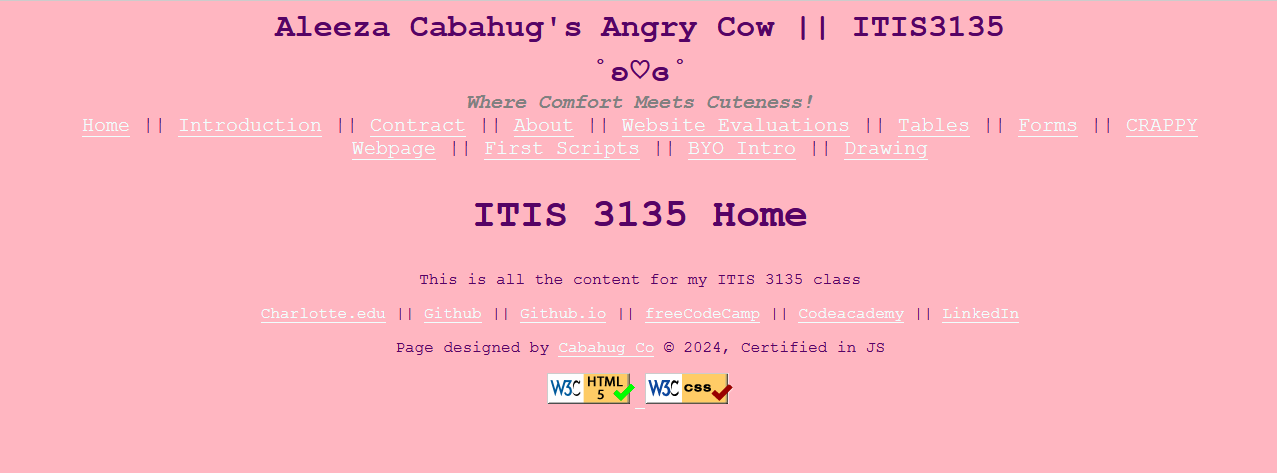 Aleeza Cabahug's Angry Cow || ITIS3135
˚ʚ♡ɞ˚
Where Comfort Meets Cuteness!
Home || Introduction || Contract || About || Website Evaluations || Tables || Forms || CRAPPY
Webpage || First Scripts || BYO Intro || Drawing
ITIS 3135 Home
This is all the content for my ITIS 3135 class
Charlotte.edu || Github || Github.io || freeCodeCamp || Codeacademy || LinkedIn
Page designed by Cabahug Co © 2024, Certified in JS
W3C HTML 5 W3C css